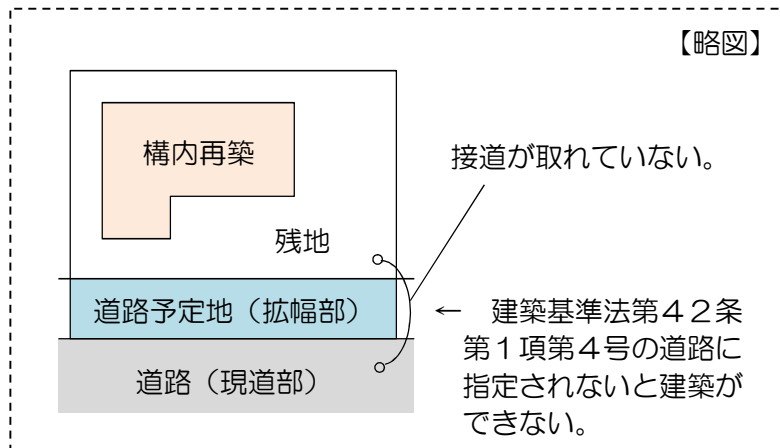 【略図】
構内再築
接道が取れていない。
残地
道路予定地（拡幅部）
← 建築基準法第４２条
第１項第４号の道路に
指定されないと建築が
できない。
道路（現道部）